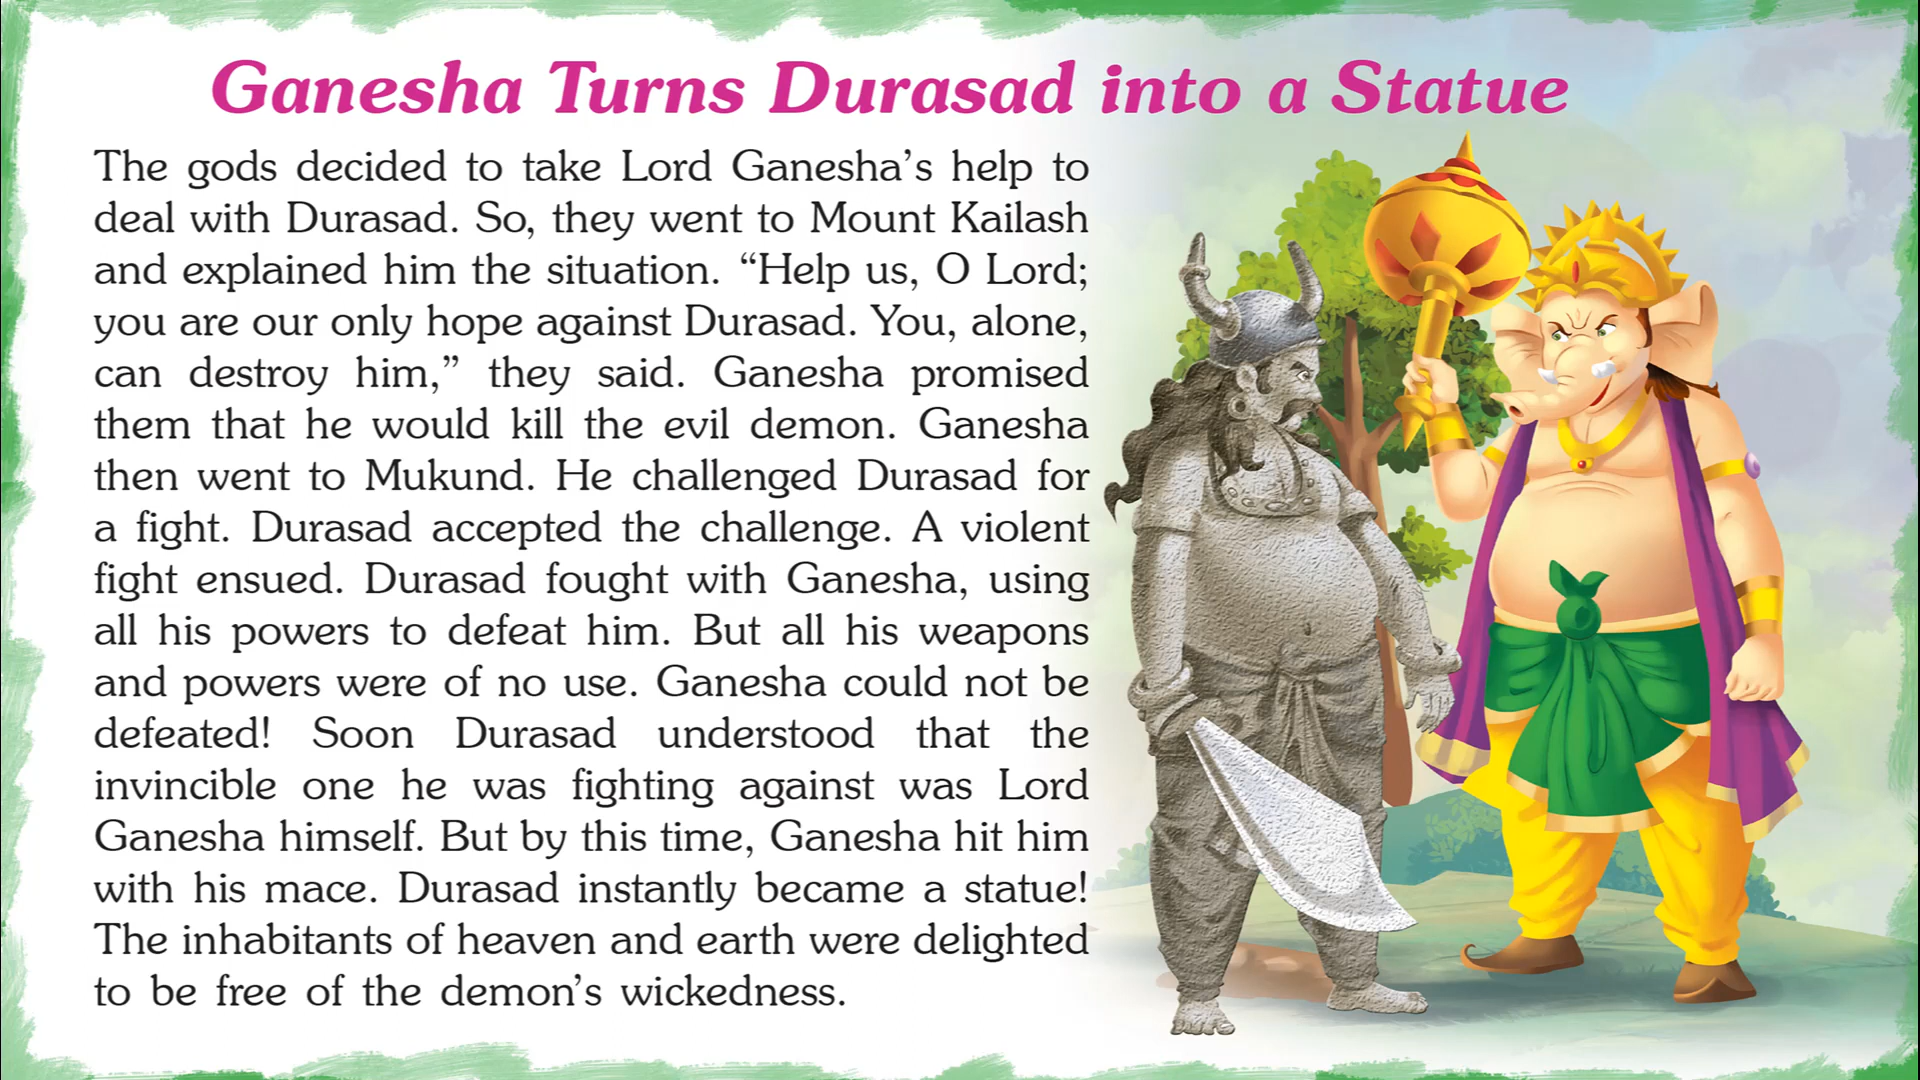 Ganesha Turns Durasad into a Statue
The gods decided to take Lord Ganesha’s help to
deal with Durasad. So, they went to Mount Kailash
and explained him the situation. “Help us, O Lord;
you are our only hope against Durasad. You, alone,
can destroy him,” they said. Ganesha promised
them that he would kill the evil demon. Ganesha
then went to Mukund. He challenged Durasad for
a fight. Durasad accepted the challenge. A violent
fight ensued. Durasad fought with Ganesha, using
all his powers to defeat him. But all his weapons
and powers were of no use. Ganesha could not be
defeated! Soon Durasad understood that the
invincible one he was fighting against was Lord
Ganesha himself. But by this time, Ganesha hit him
with his mace. Durasad instantly became a statue!
The inhabitants of heaven and earth were delighted
to be free of the demon’s wickedness.